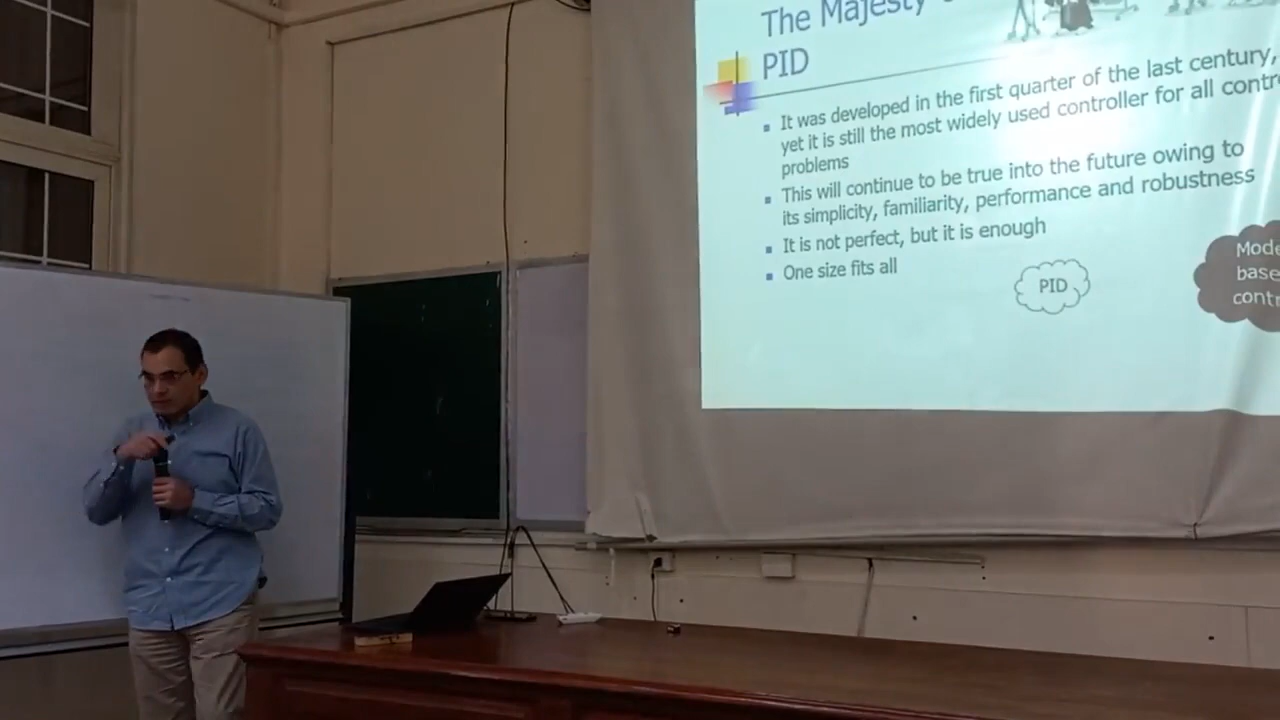 The Majesty
PID
It was developed in the first quarter of the last century,
yet it is still the most widely used controller for all contr
problems
This will continue to be true into the future owing to
its simplicity, familiarity, performance and robustness
It is not perfect, but it is enough
One size fits all
PID
Mode
base
contr